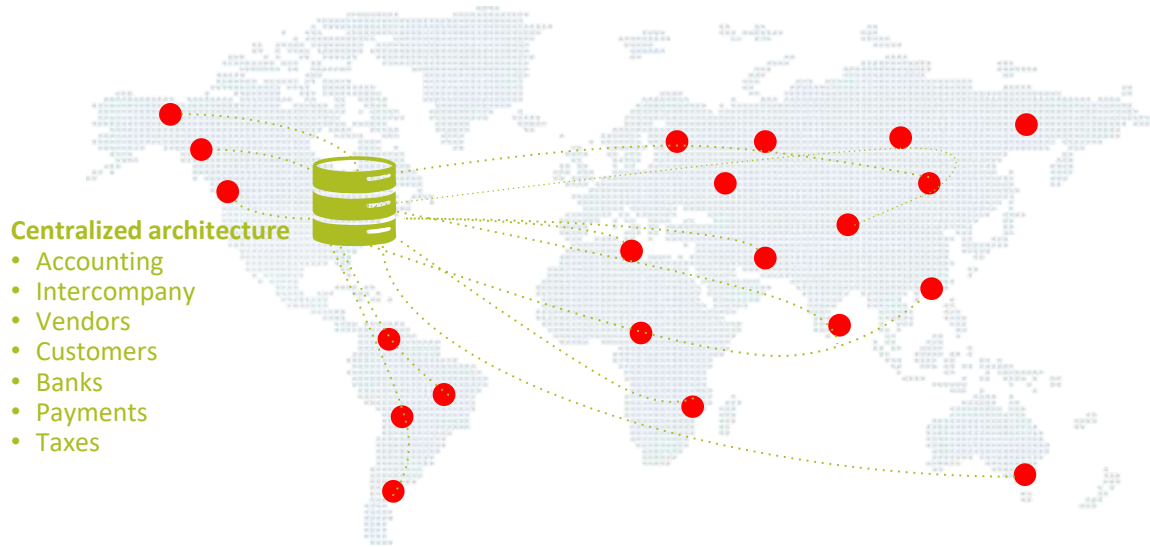 Centralized architecture
• Accounting
• Intercompany
• Vendors
• Customers
• Banks
• Payments
• Taxes